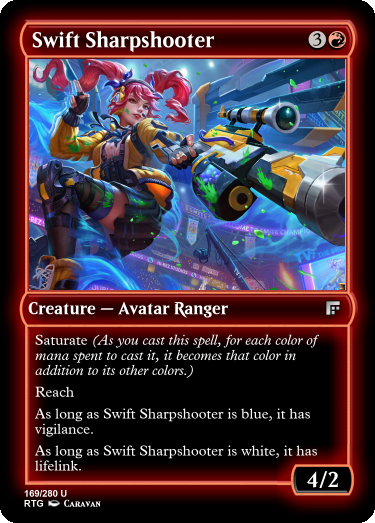 Swift Sharpshooter 3
Creature — Avatar Ranger
Saturate (As you cast this spell, for each color of
mana spent to cast it, it becomes that color in
addition to its other colors.)
Reach
As long as Swift Sharpshooter is blue, it has
vigilance.
As long as Swift Sharpshooter is white, it has
lifelink.
4/2
169/280 U
RTG CARAVAN